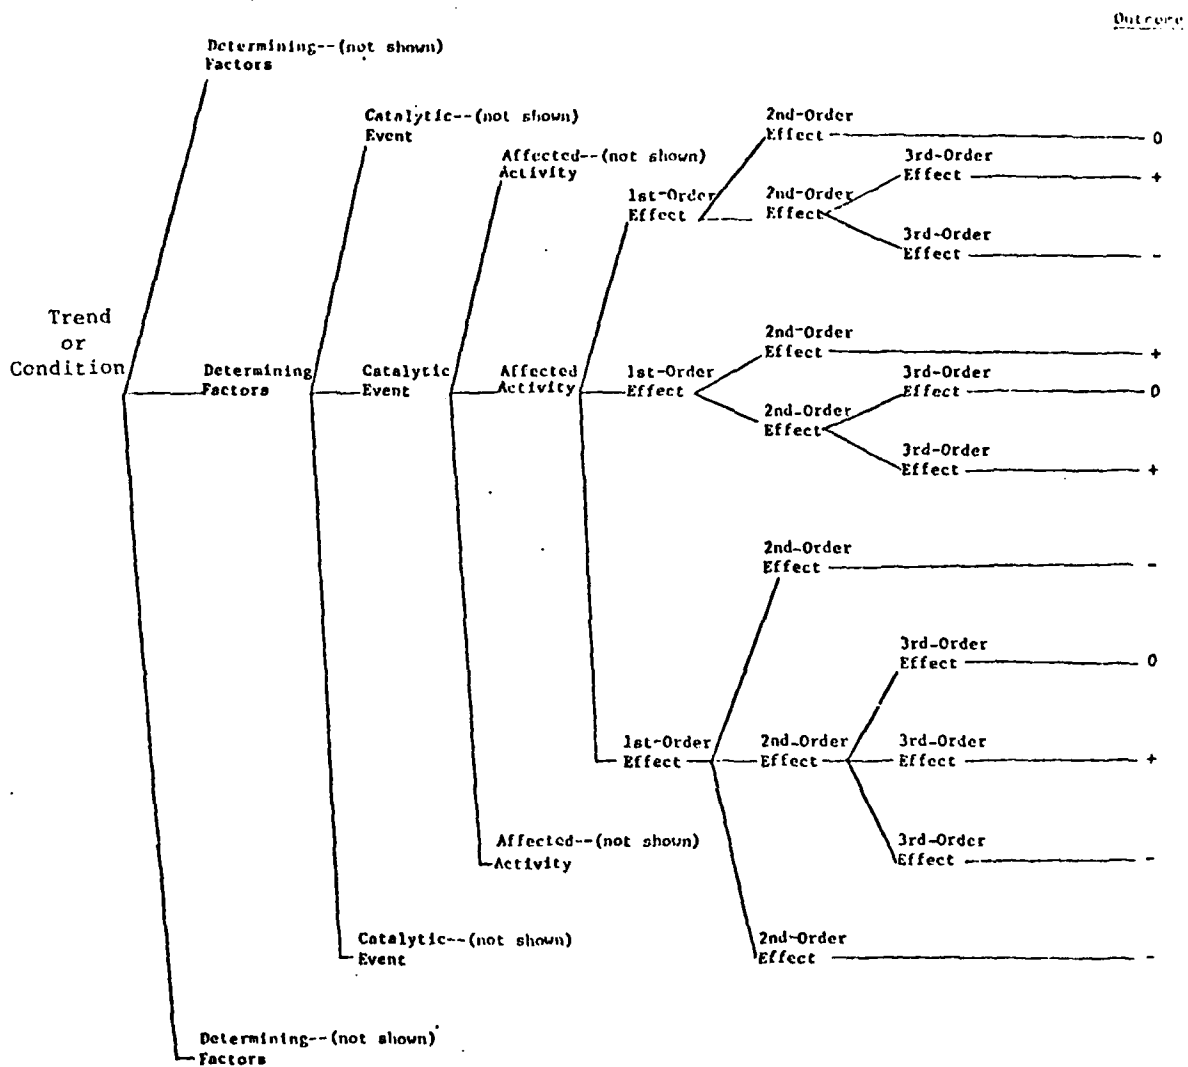 Outcome
Determining--(not shown)
Factors
Catalytic--(not shown)
Event
Affected--(not shown)
Activity
1st-Order
Effect
2nd-Order
Effect
0
2nd-Order
Effect
3rd-Order
Effect
+
3rd-Order
Effect
-
Trend
or
Condition
Determining
Factors
Catalytic
Event
Affected
Activity
1st-Order
Effect
2nd-Order
Effect
+
2nd-Order
Effect
3rd-Order
Effect
0
3rd-Order
Effect
+
1st-Order
Effect
2nd-Order
Effect
-
2nd-Order
Effect
3rd-Order
Effect
0
3rd-Order
Effect
+
3rd-Order
Effect
-
2nd-Order
Effect
-
Affected--(not shown)
Activity
Catalytic--(not shown)
Event
Determining--(not shown)
Factors